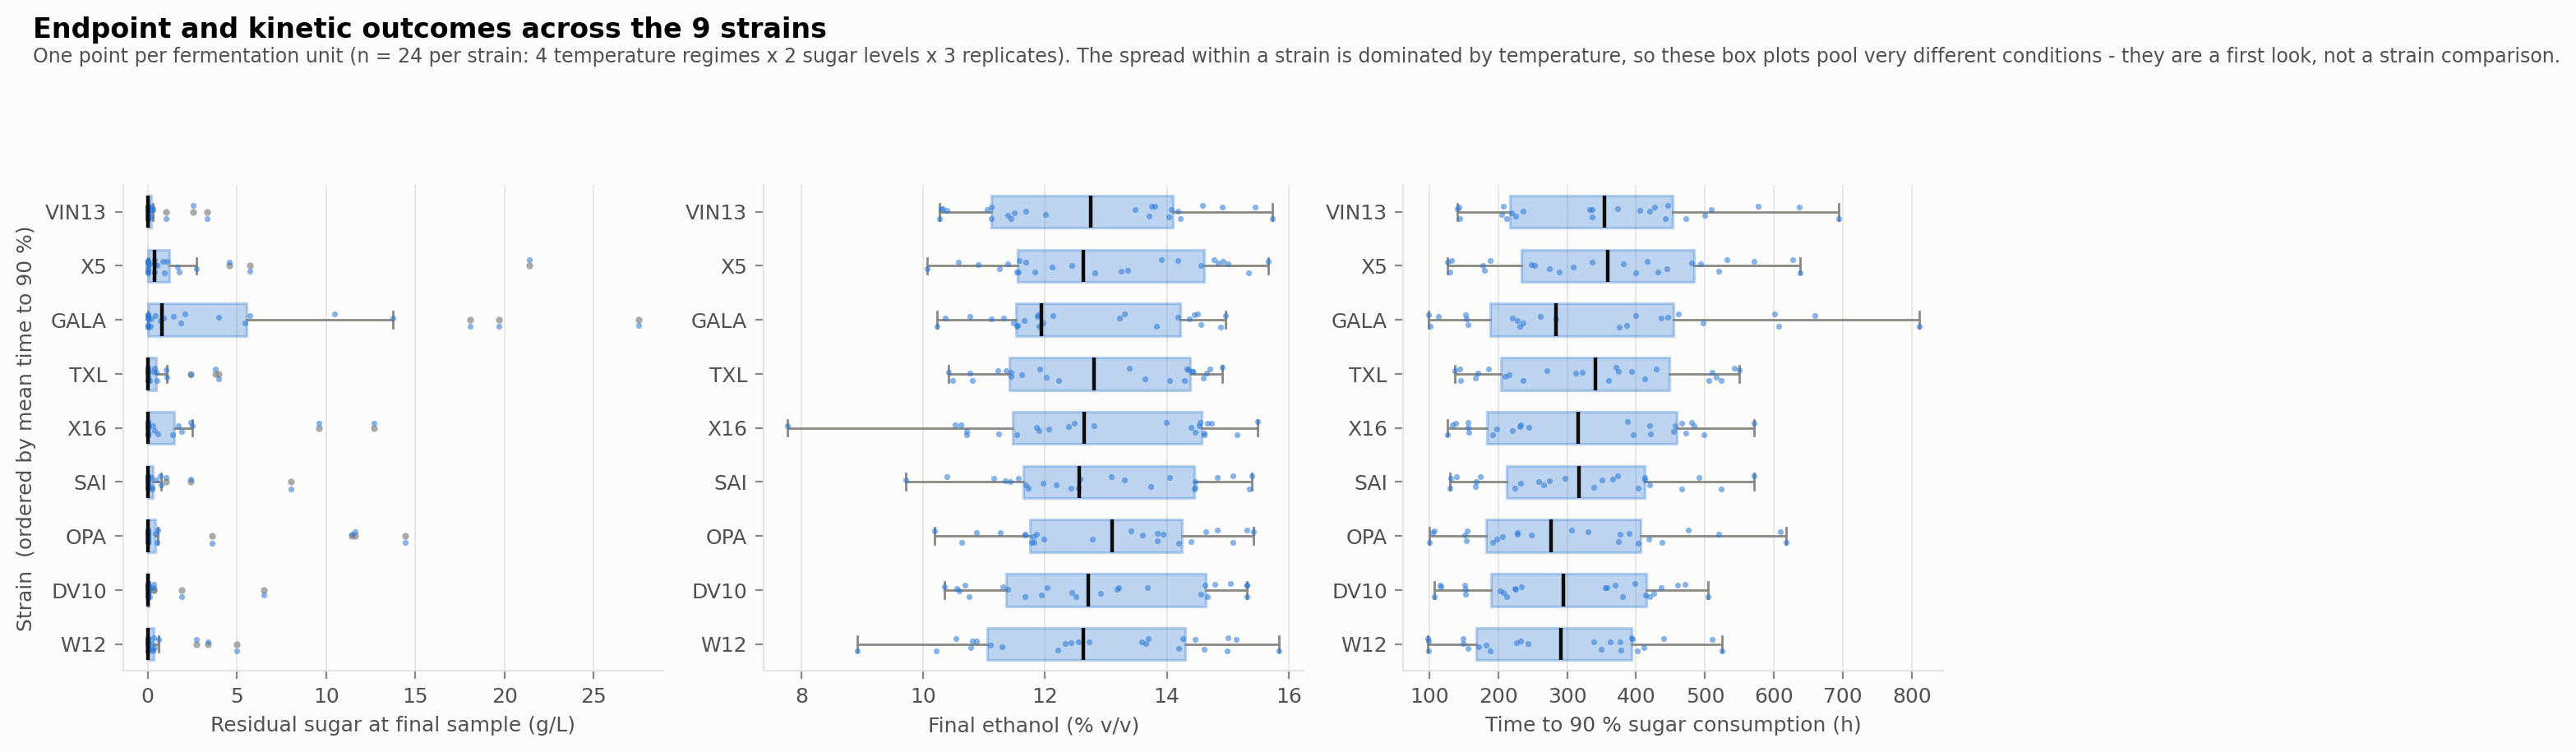 Endpoint and kinetic outcomes across the 9 strains
One point per fermentation unit (n = 24 per strain: 4 temperature regimes x 2 sugar levels x 3 replicates). The spread within a strain is dominated by temperature, so these box plots pool very different conditions - they are a first look, not a strain comparison.
Strain (ordered by mean time to 90 %)
VIN13
X5
GALA
TXL
X16
SAI
OPA
DV10
W12
0 5 10 15 20 25
Residual sugar at final sample (g/L)
VIN13
X5
GALA
TXL
X16
SAI
OPA
DV10
W12
8 10 12 14 16
Final ethanol (% v/v)
VIN13
X5
GALA
TXL
X16
SAI
OPA
DV10
W12
100 200 300 400 500 600 700 800
Time to 90 % sugar consumption (h)